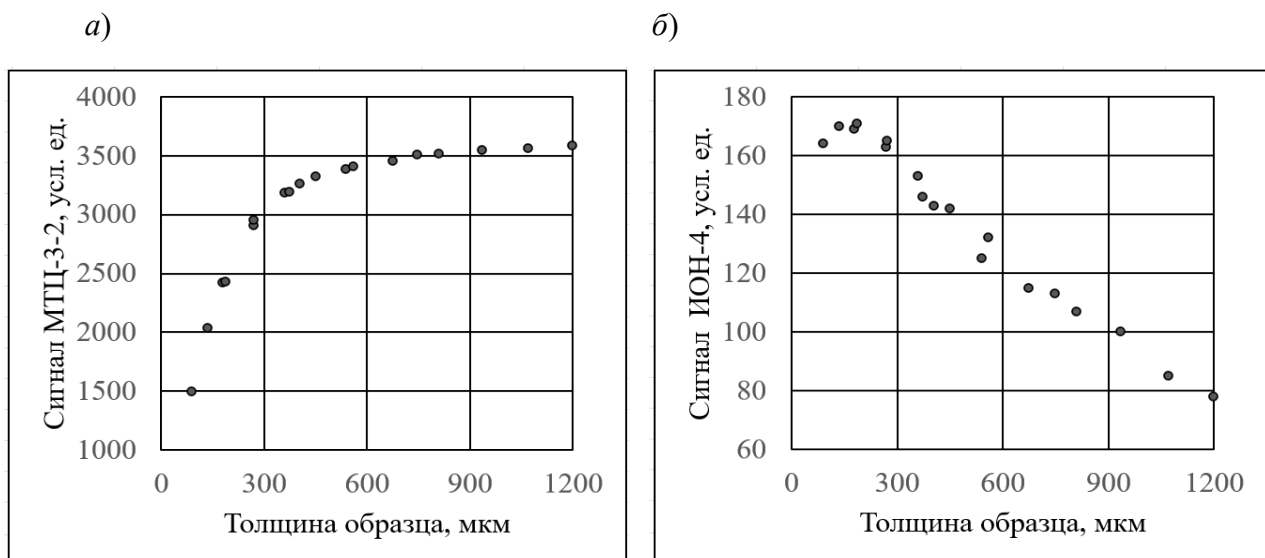 а)
Сигнал МТЦ-3-2, усл. ед.
4000
3500
3000
2500
2000
1500
1000
0 300 600 900 1200
Толщина образца, мкм
б)
Сигнал ИОН-4, усл. ед.
180
160
140
120
100
80
60
0 300 600 900 1200
Толщина образца, мкм